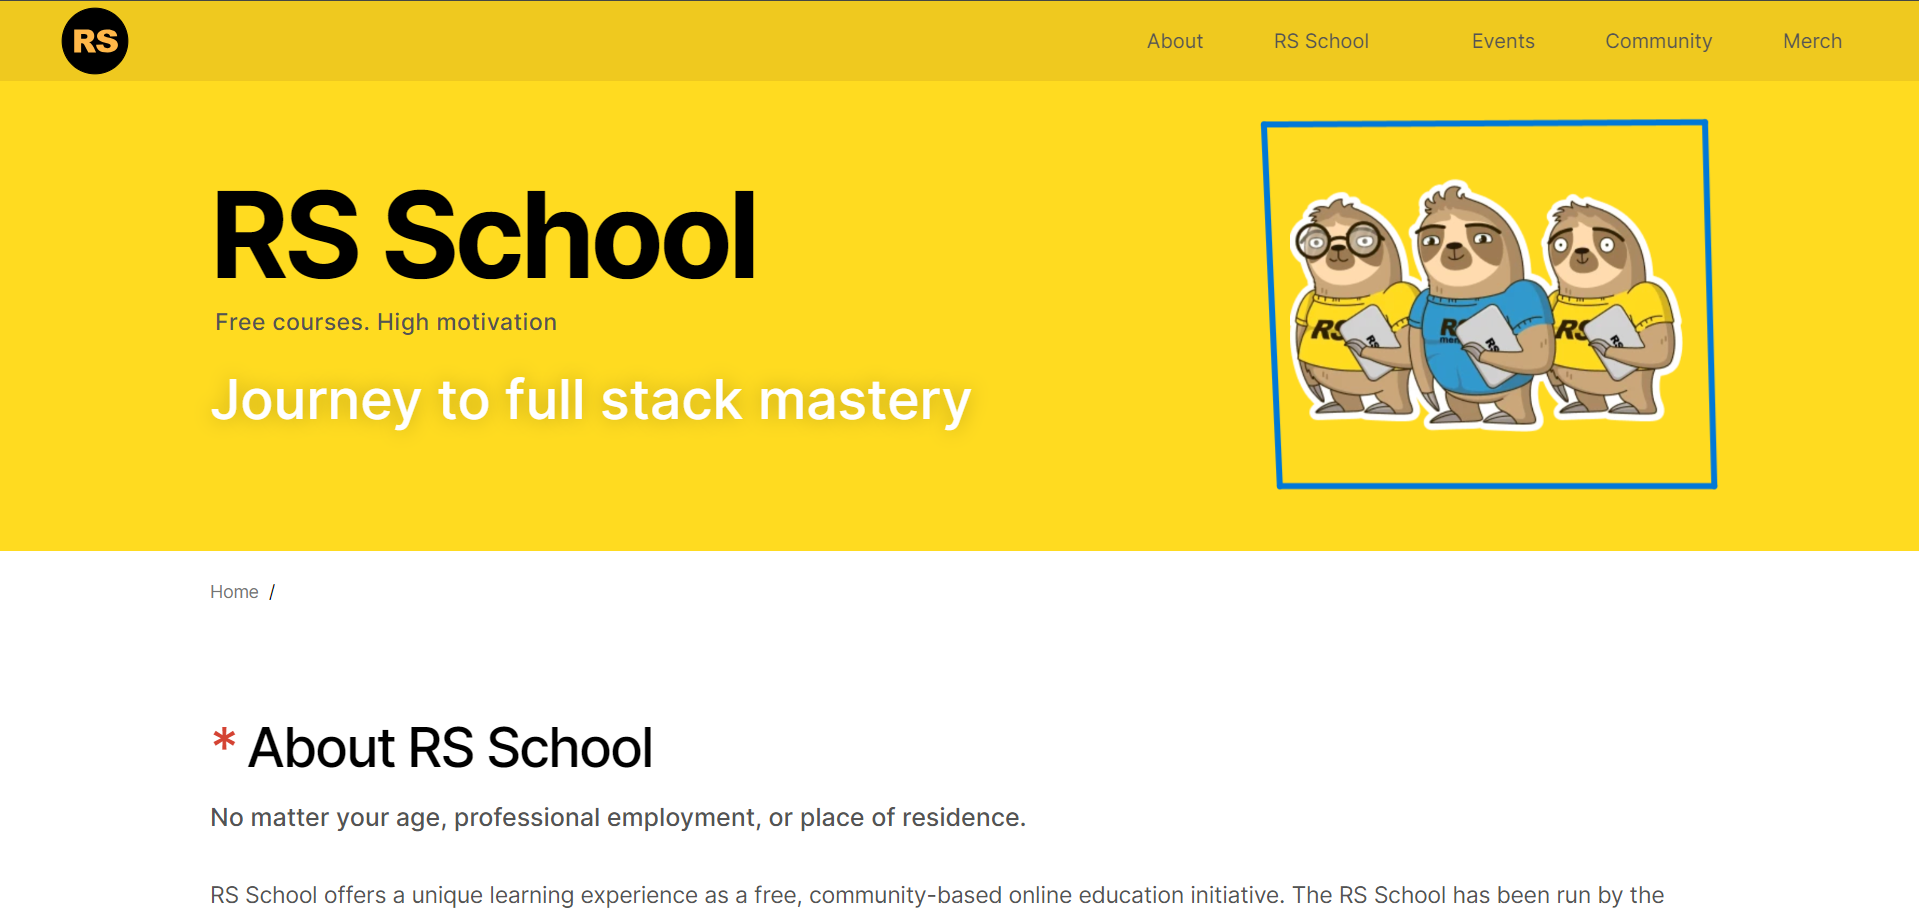 RS
About RS School Events Community Merch
RS School
Free courses. High motivation
Journey to full stack mastery
RS
RS
RS
Home /
* About RS School
No matter your age, professional employment, or place of residence.
RS School offers a unique learning experience as a free, community-based online education initiative. The RS School has been run by the